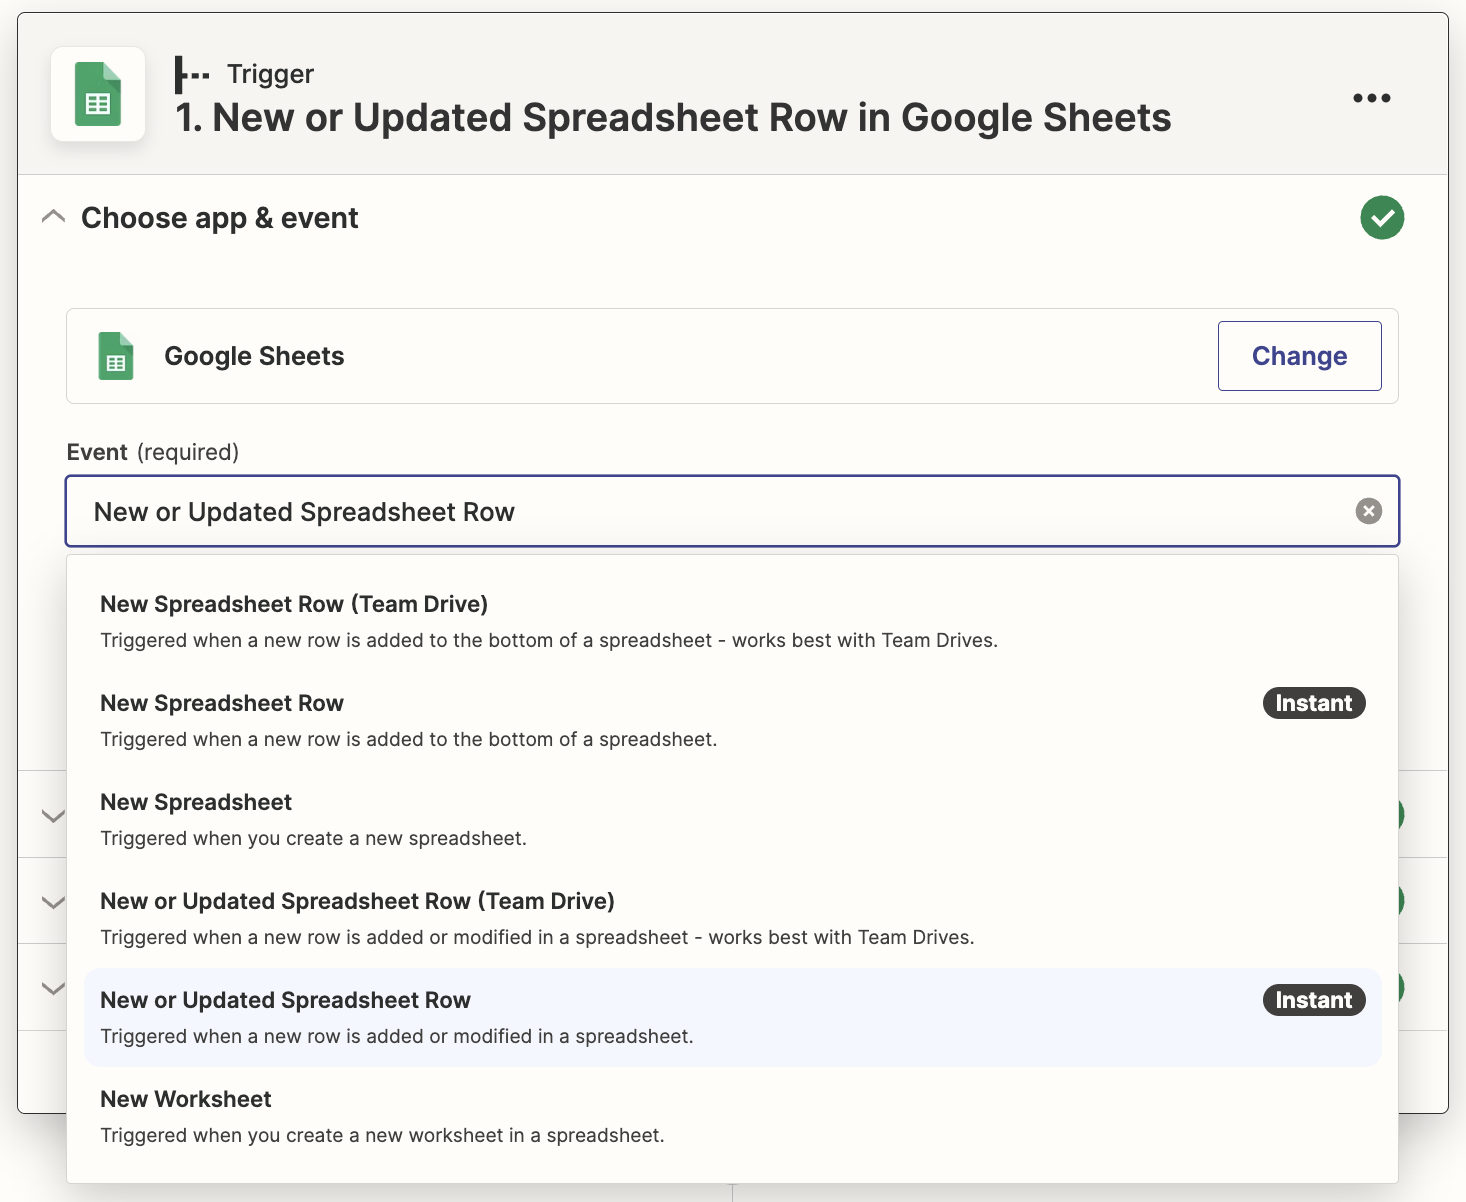 Trigger
1. New or Updated Spreadsheet Row in Google Sheets
Choose app & event
Google Sheets
Change
Event (required)
New or Updated Spreadsheet Row
New Spreadsheet Row (Team Drive)
Triggered when a new row is added to the bottom of a spreadsheet - works best with Team Drives.
New Spreadsheet Row
Instant
Triggered when a new row is added to the bottom of a spreadsheet.
New Spreadsheet
Triggered when you create a new spreadsheet.
New or Updated Spreadsheet Row (Team Drive)
Triggered when a new row is added or modified in a spreadsheet - works best with Team Drives.
New or Updated Spreadsheet Row
Instant
Triggered when a new row is added or modified in a spreadsheet.
New Worksheet
Triggered when you create a new worksheet in a spreadsheet.